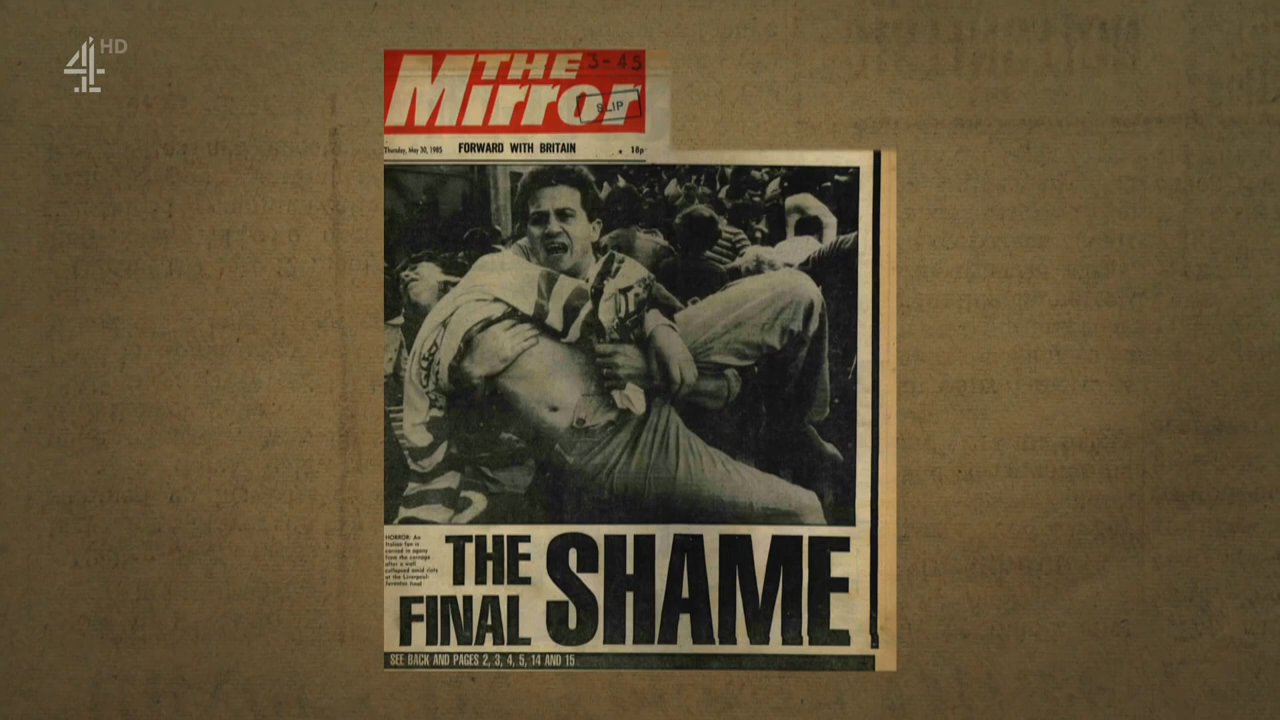 4 HD
THE
Mirror
3-45
SLIP
Thursday, May 30, 1985 FORWARD WITH BRITAIN 18p
HORROR: An
Italian fan is
carried in agony
from the carnage
after a wall
collapsed amid riots
at the Liverpool-
Juventus final
THE
FINAL
SHAME
SEE BACK AND PAGES 2, 3, 4, 5, 14 AND 15